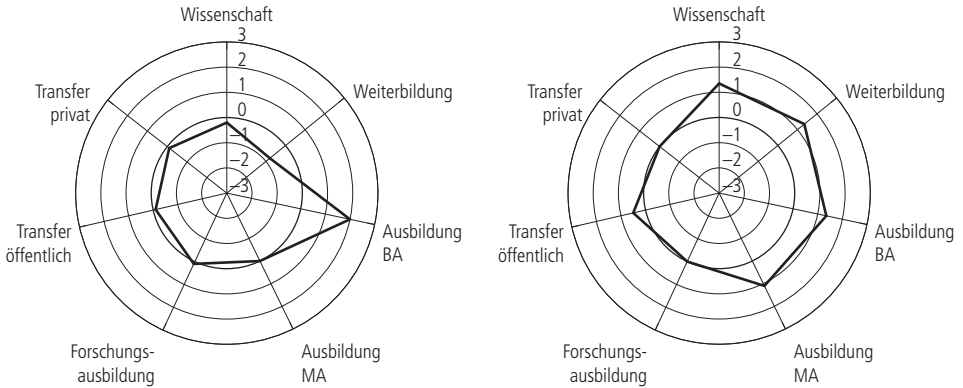 Wissenschaft
3
2
1
0
−1
−2
−3
Weiterbildung
Ausbildung
BA
Ausbildung
MA
Forschungs-
ausbildung
Transfer
öffentlich
Transfer
privat
Wissenschaft
3
2
1
0
−1
−2
−3
Weiterbildung
Ausbildung
BA
Ausbildung
MA
Forschungs-
ausbildung
Transfer
öffentlich
Transfer
privat